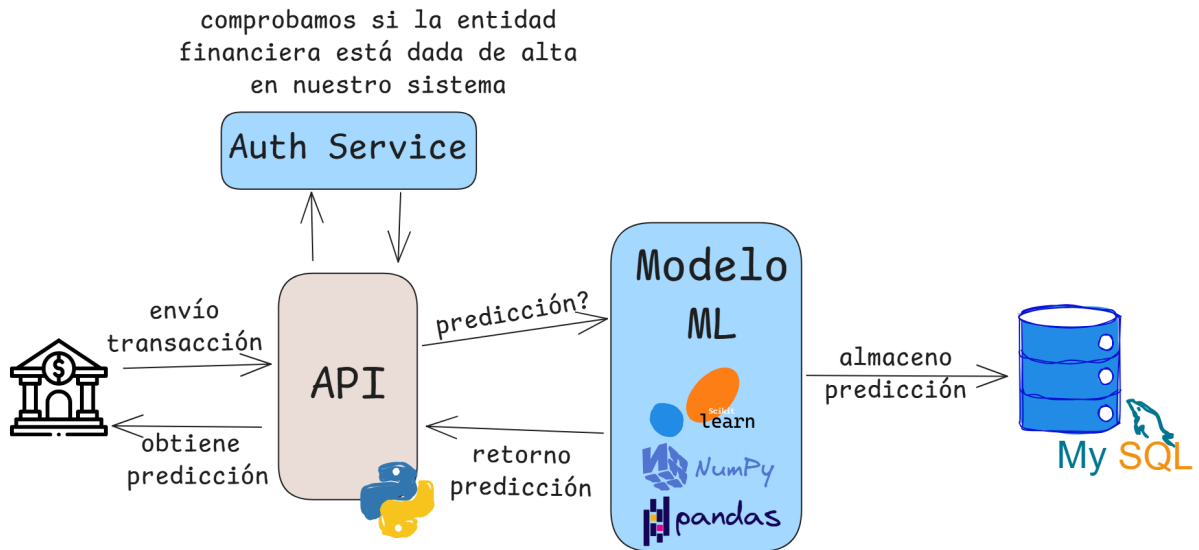 comprobamos si la entidad
financiera está dada de alta
en nuestro sistema
Auth Service
envío
transacción
API
obtiene
predicción
predicción?
retorno
predicción
Modelo
ML
Scikit
learn
NumPy
pandas
almaceno
predicción
My SQL
$